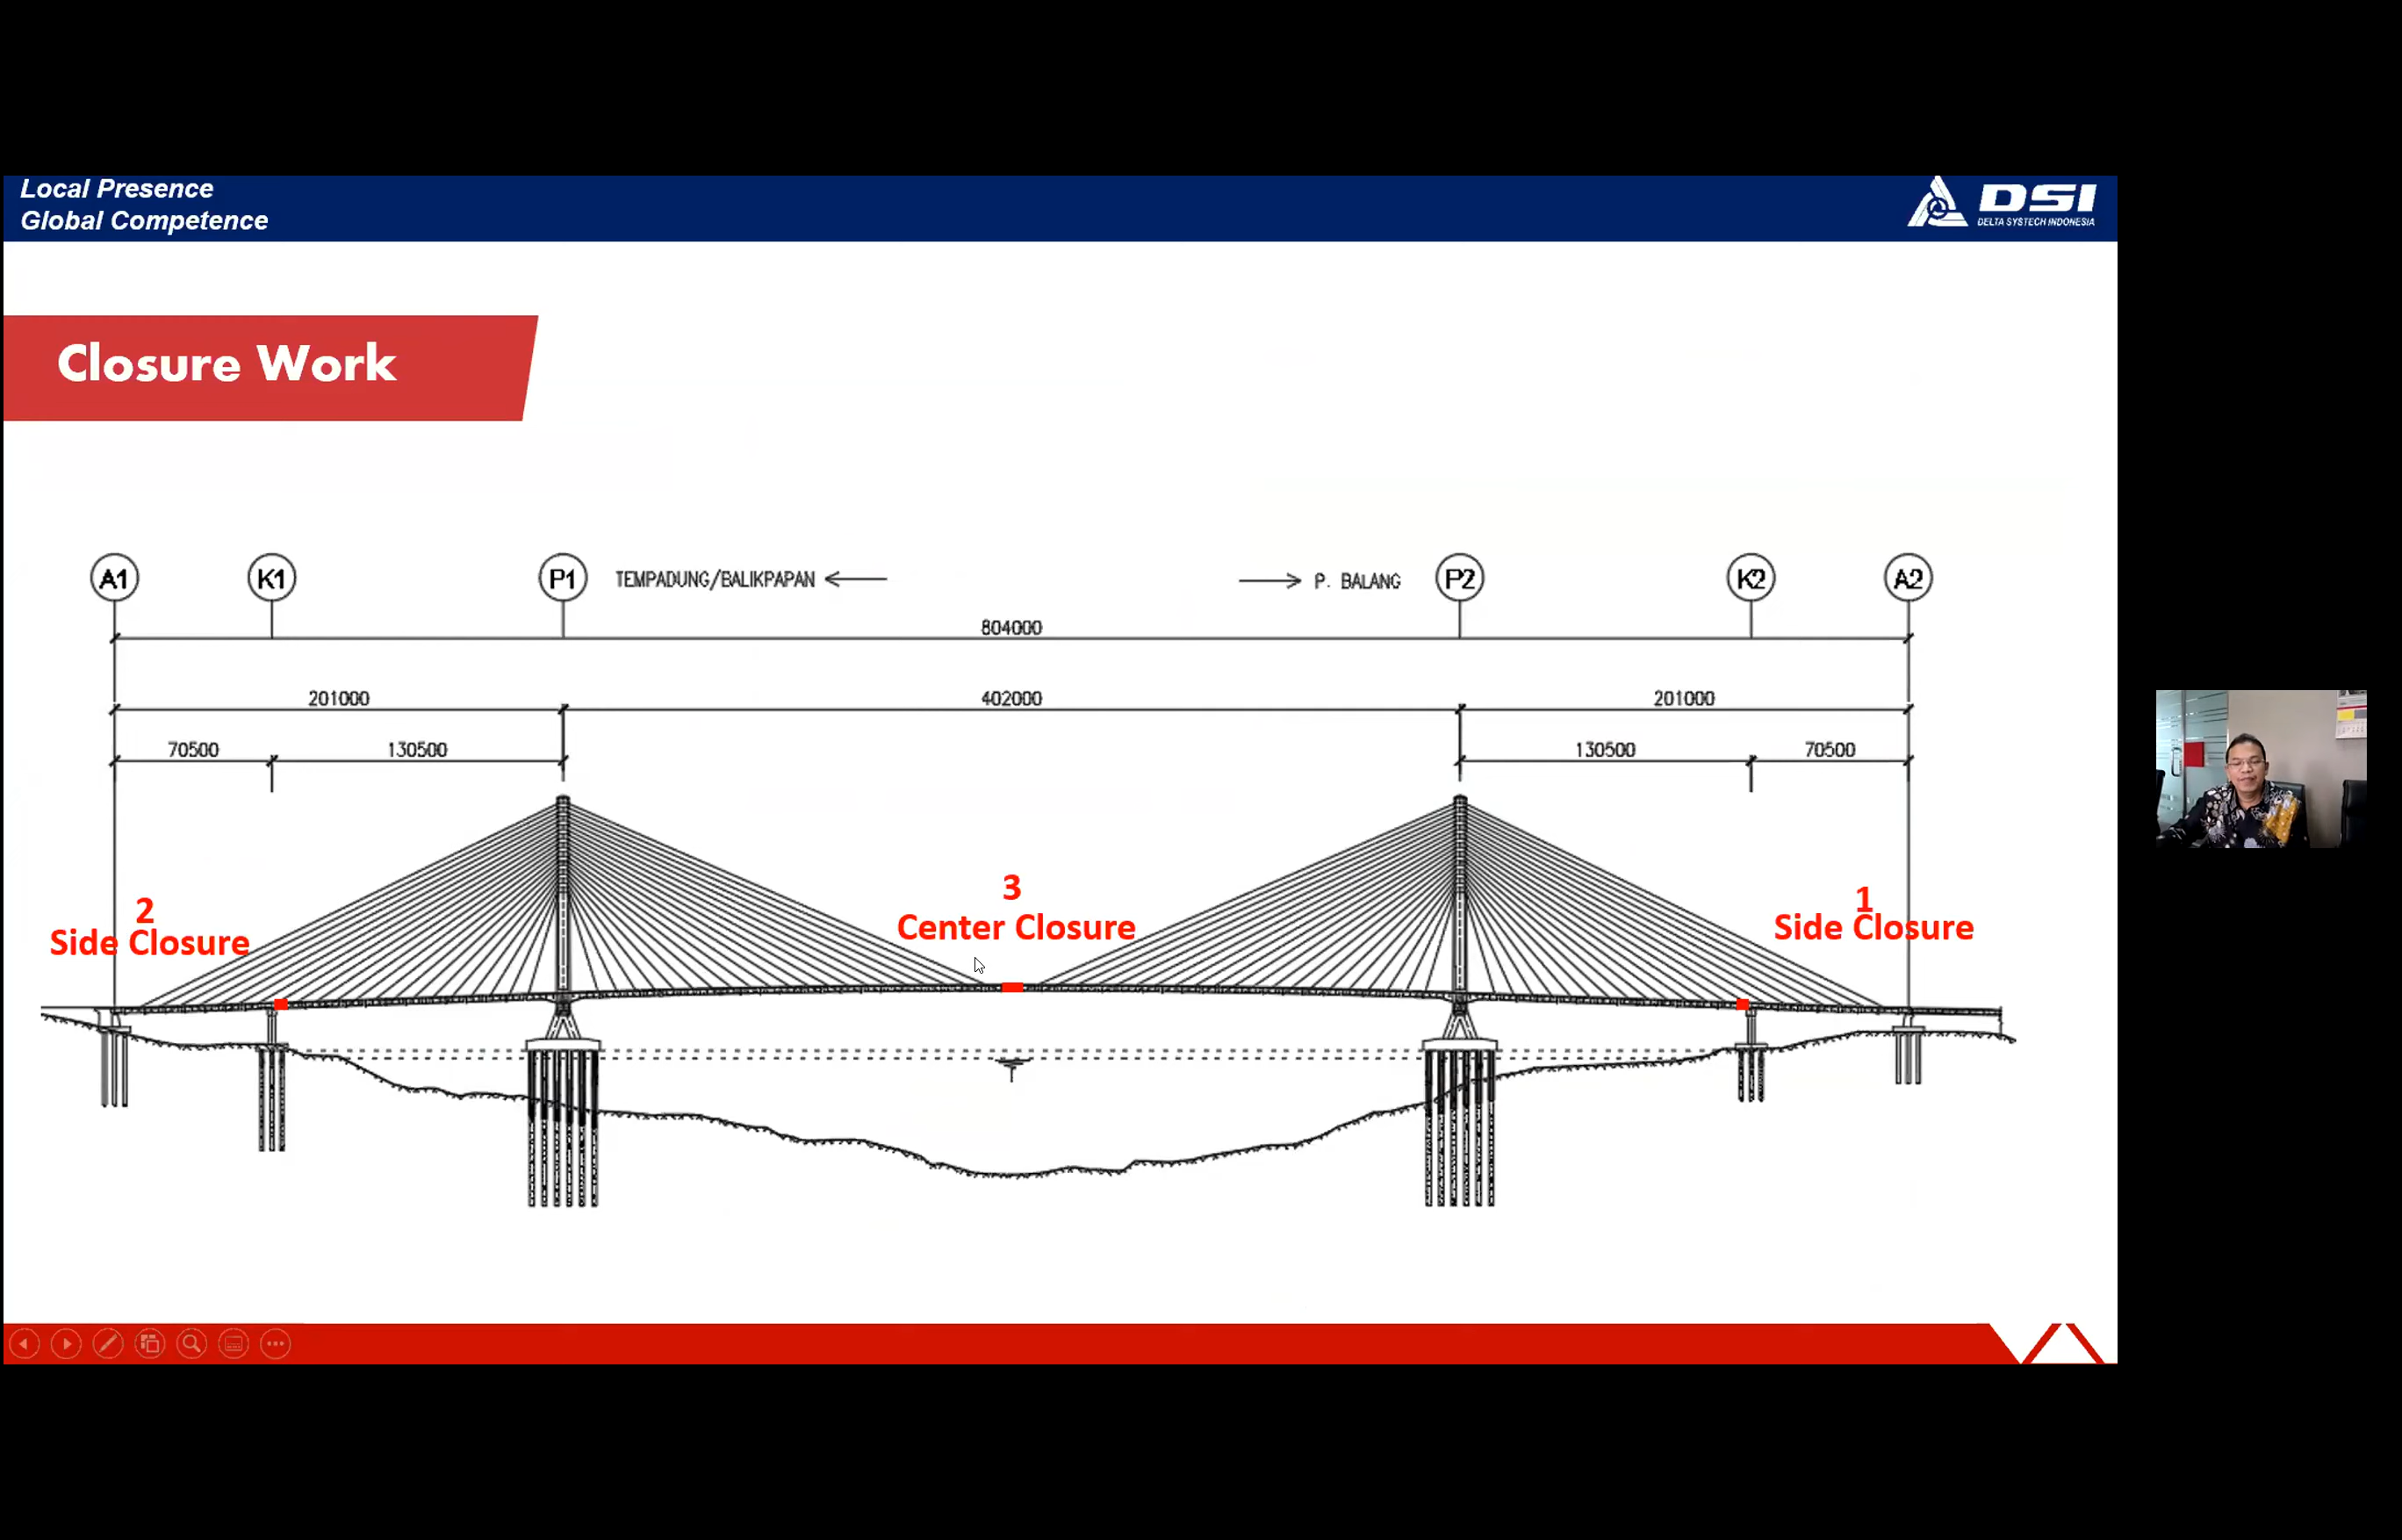 Local Presence
Global Competence
DSI
DELTA SYSTECH INDONESIA
Closure Work
A1 K1 P1 TEMPADUNG/BALIKPAPAN P. BALANG P2 K2 A2
804000
201000 402000 201000
70500 130500 130500 70500
3
Center Closure
2
Side Closure
1
Side Closure